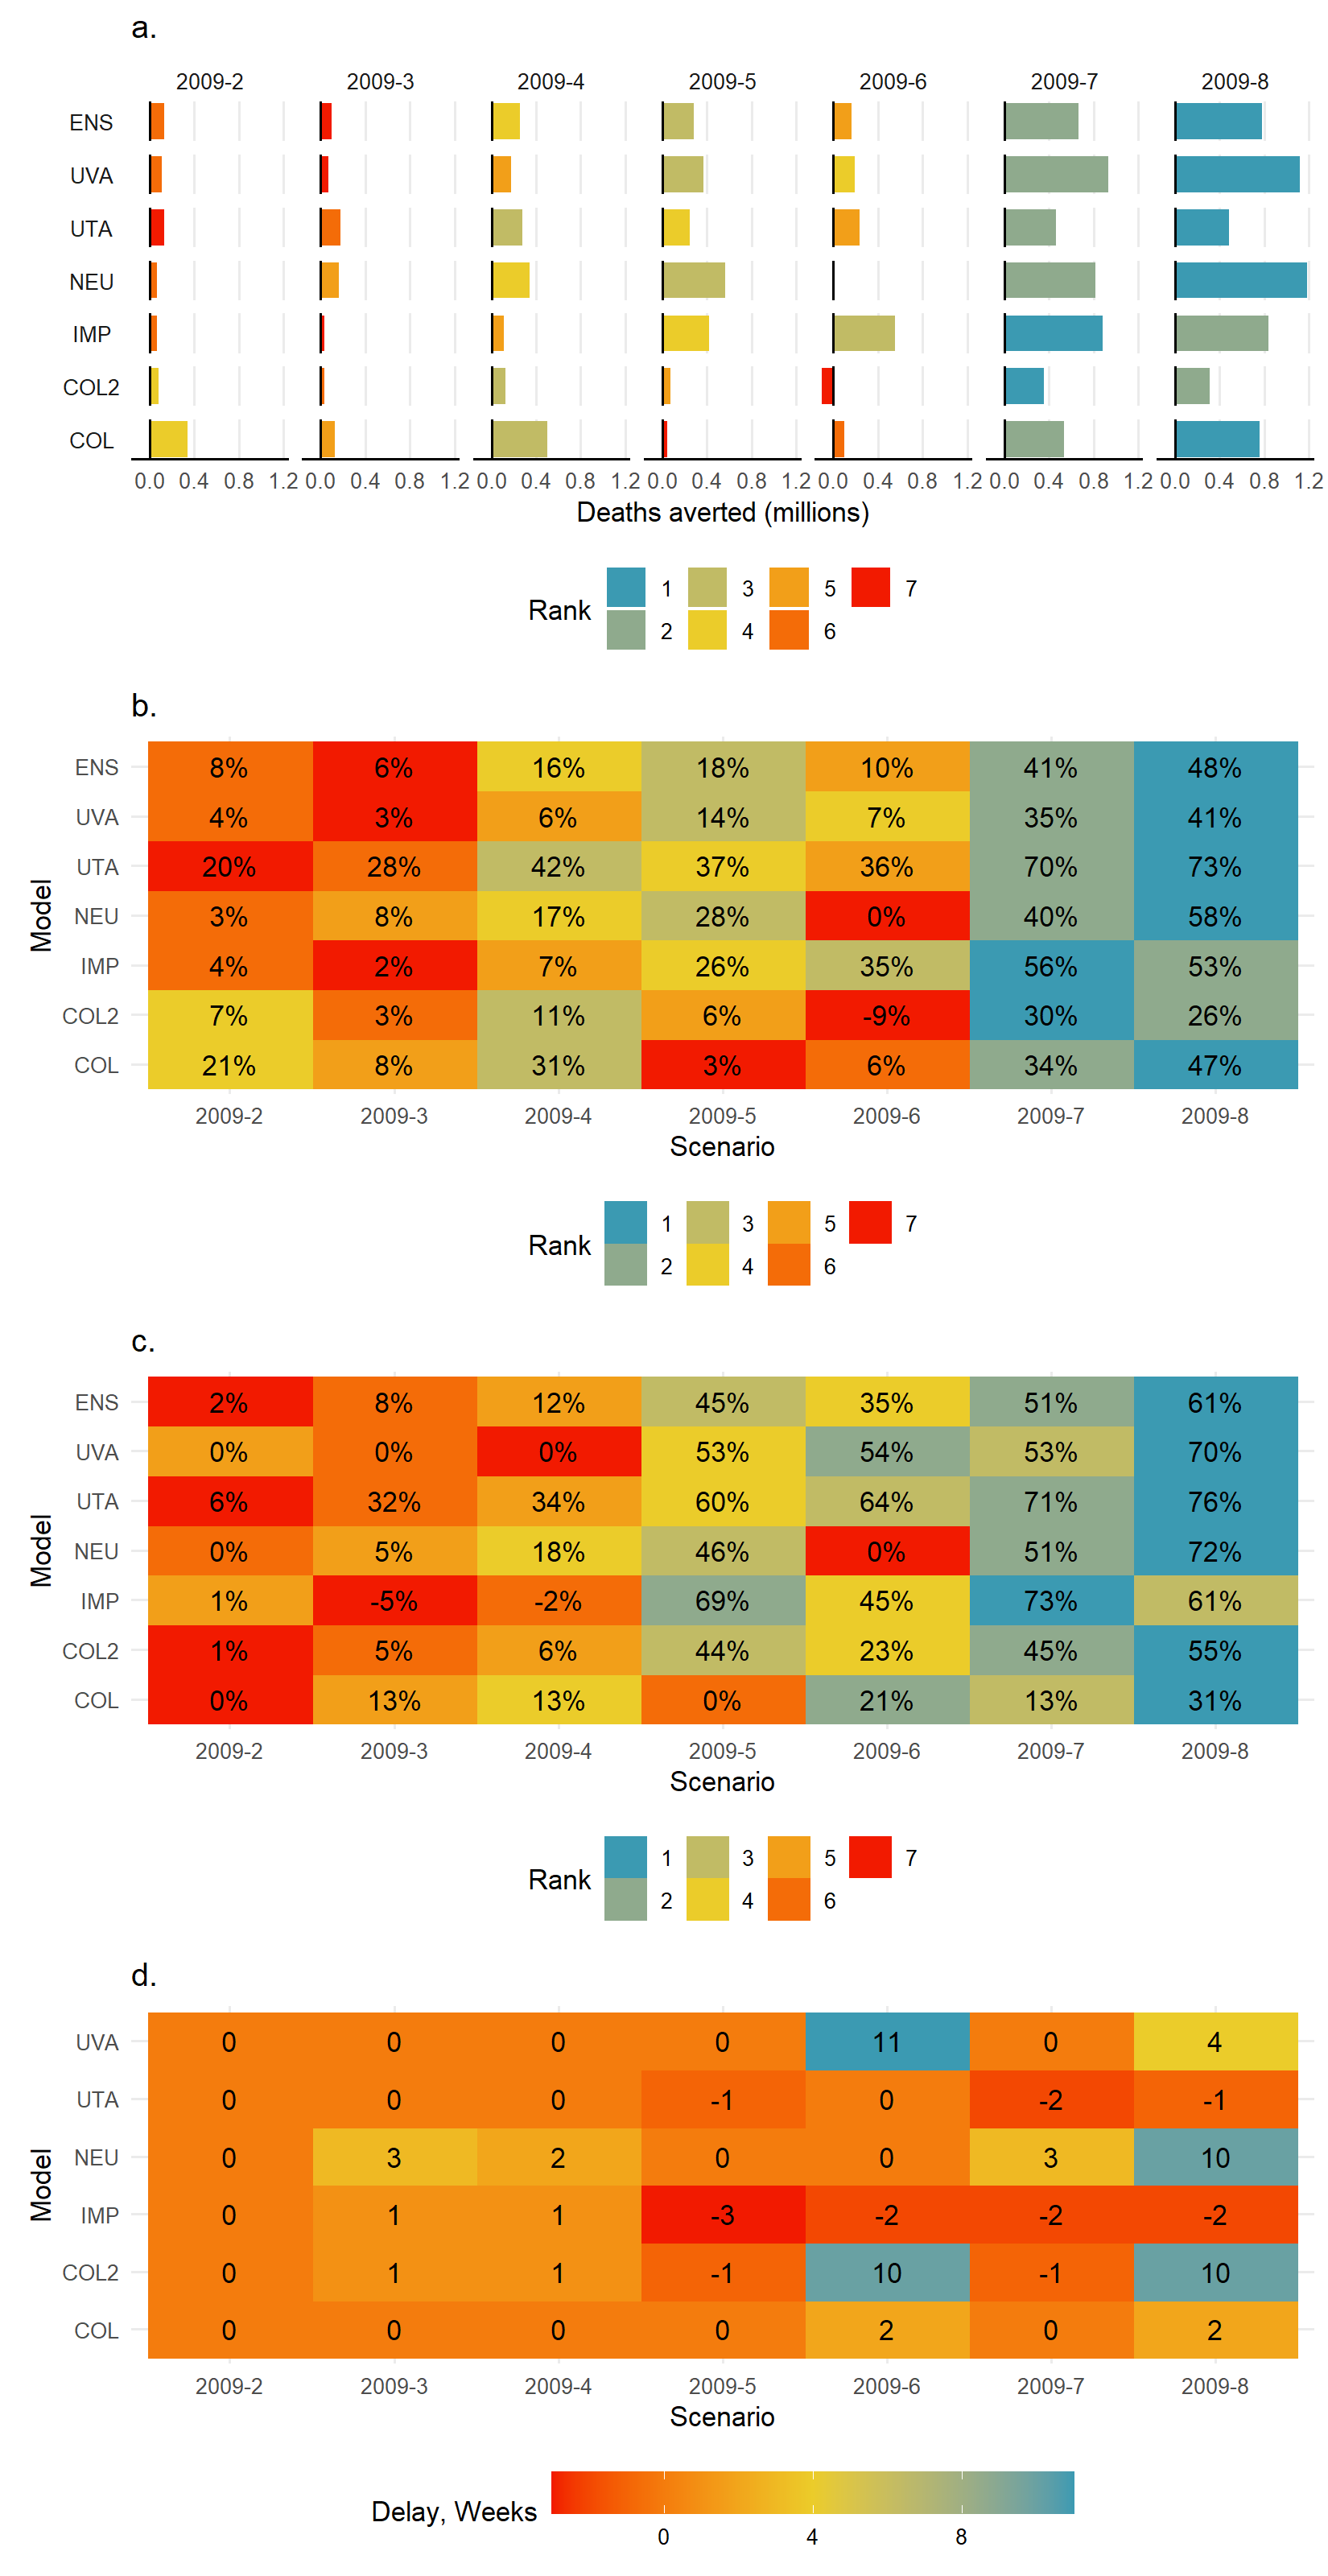 a.
2009-2 2009-3 2009-4 2009-5 2009-6 2009-7 2009-8
ENS
UVA
UTA
NEU
IMP
COL2
COL
0.0 0.4 0.8 1.2 0.0 0.4 0.8 1.2 0.0 0.4 0.8 1.2 0.0 0.4 0.8 1.2 0.0 0.4 0.8 1.2 0.0 0.4 0.8 1.2 0.0 0.4 0.8 1.2
Deaths averted (millions)
Rank
1 3 5 7
2 4 6
b.
Model
ENS 8% 6% 16% 18% 10% 41% 48%
UVA 4% 3% 6% 14% 7% 35% 41%
UTA 20% 28% 42% 37% 36% 70% 73%
NEU 3% 8% 17% 28% 0% 40% 58%
IMP 4% 2% 7% 26% 35% 56% 53%
COL2 7% 3% 11% 6% -9% 30% 26%
COL 21% 8% 31% 3% 6% 34% 47%
2009-2 2009-3 2009-4 2009-5 2009-6 2009-7 2009-8
Scenario
Rank
1 3 5 7
2 4 6
c.
Model
ENS 2% 8% 12% 45% 35% 51% 61%
UVA 0% 0% 0% 53% 54% 53% 70%
UTA 6% 32% 34% 60% 64% 71% 76%
NEU 0% 5% 18% 46% 0% 51% 72%
IMP 1% -5% -2% 69% 45% 73% 61%
COL2 1% 5% 6% 44% 23% 45% 55%
COL 0% 13% 13% 0% 21% 13% 31%
2009-2 2009-3 2009-4 2009-5 2009-6 2009-7 2009-8
Scenario
Rank
1 3 5 7
2 4 6
d.
Model
UVA 0 0 0 0 11 0 4
UTA 0 0 0 -1 0 -2 -1
NEU 0 3 2 0 0 3 10
IMP 0 1 1 -3 -2 -2 -2
COL2 0 1 1 -1 10 -1 10
COL 0 0 0 0 2 0 2
2009-2 2009-3 2009-4 2009-5 2009-6 2009-7 2009-8
Scenario
Delay, Weeks
0 4 8